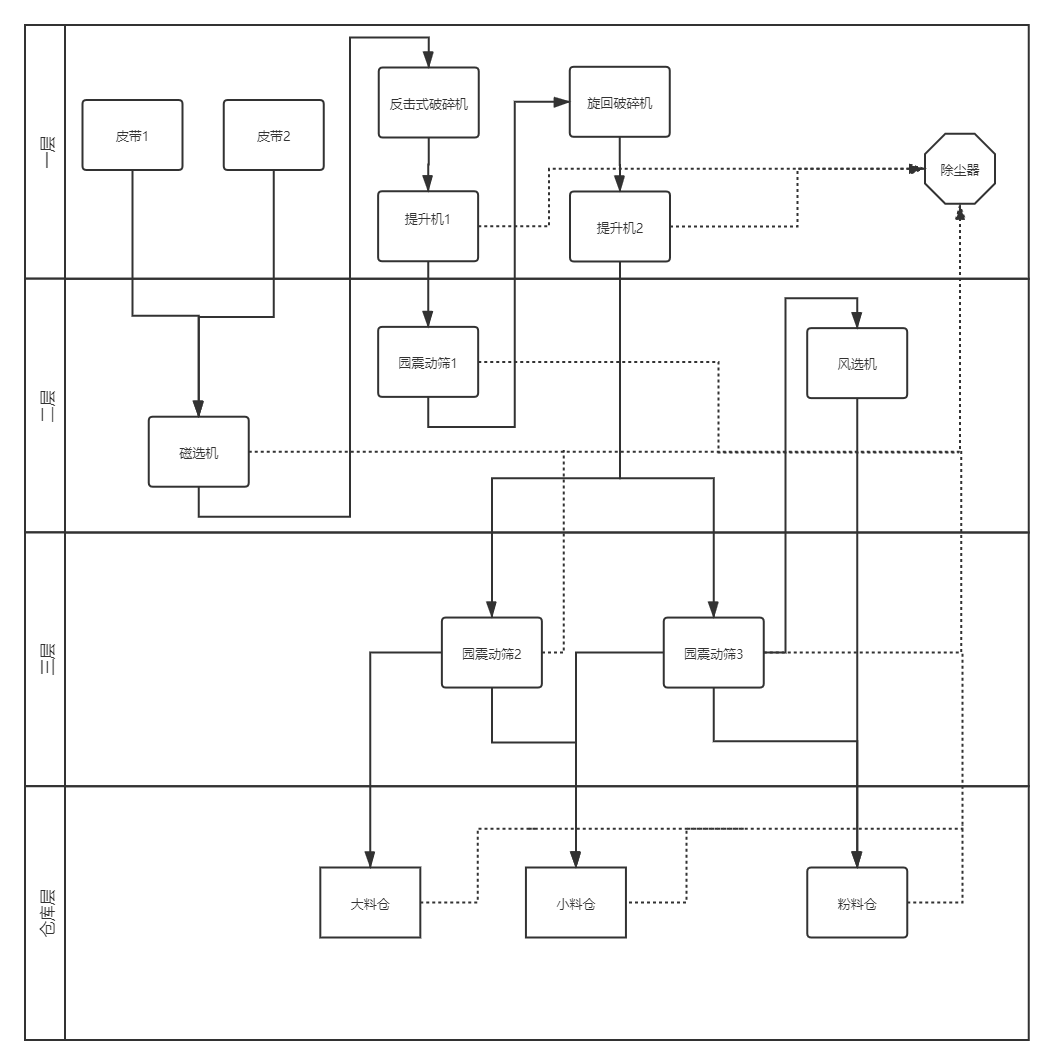 一层
反击式破碎机
旋回破碎机
皮带1
皮带2
除尘器
提升机1
提升机2
二层
园震动筛1
风选机
磁选机
三层
园震动筛2
园震动筛3
仓库层
大料仓
小料仓
粉料仓